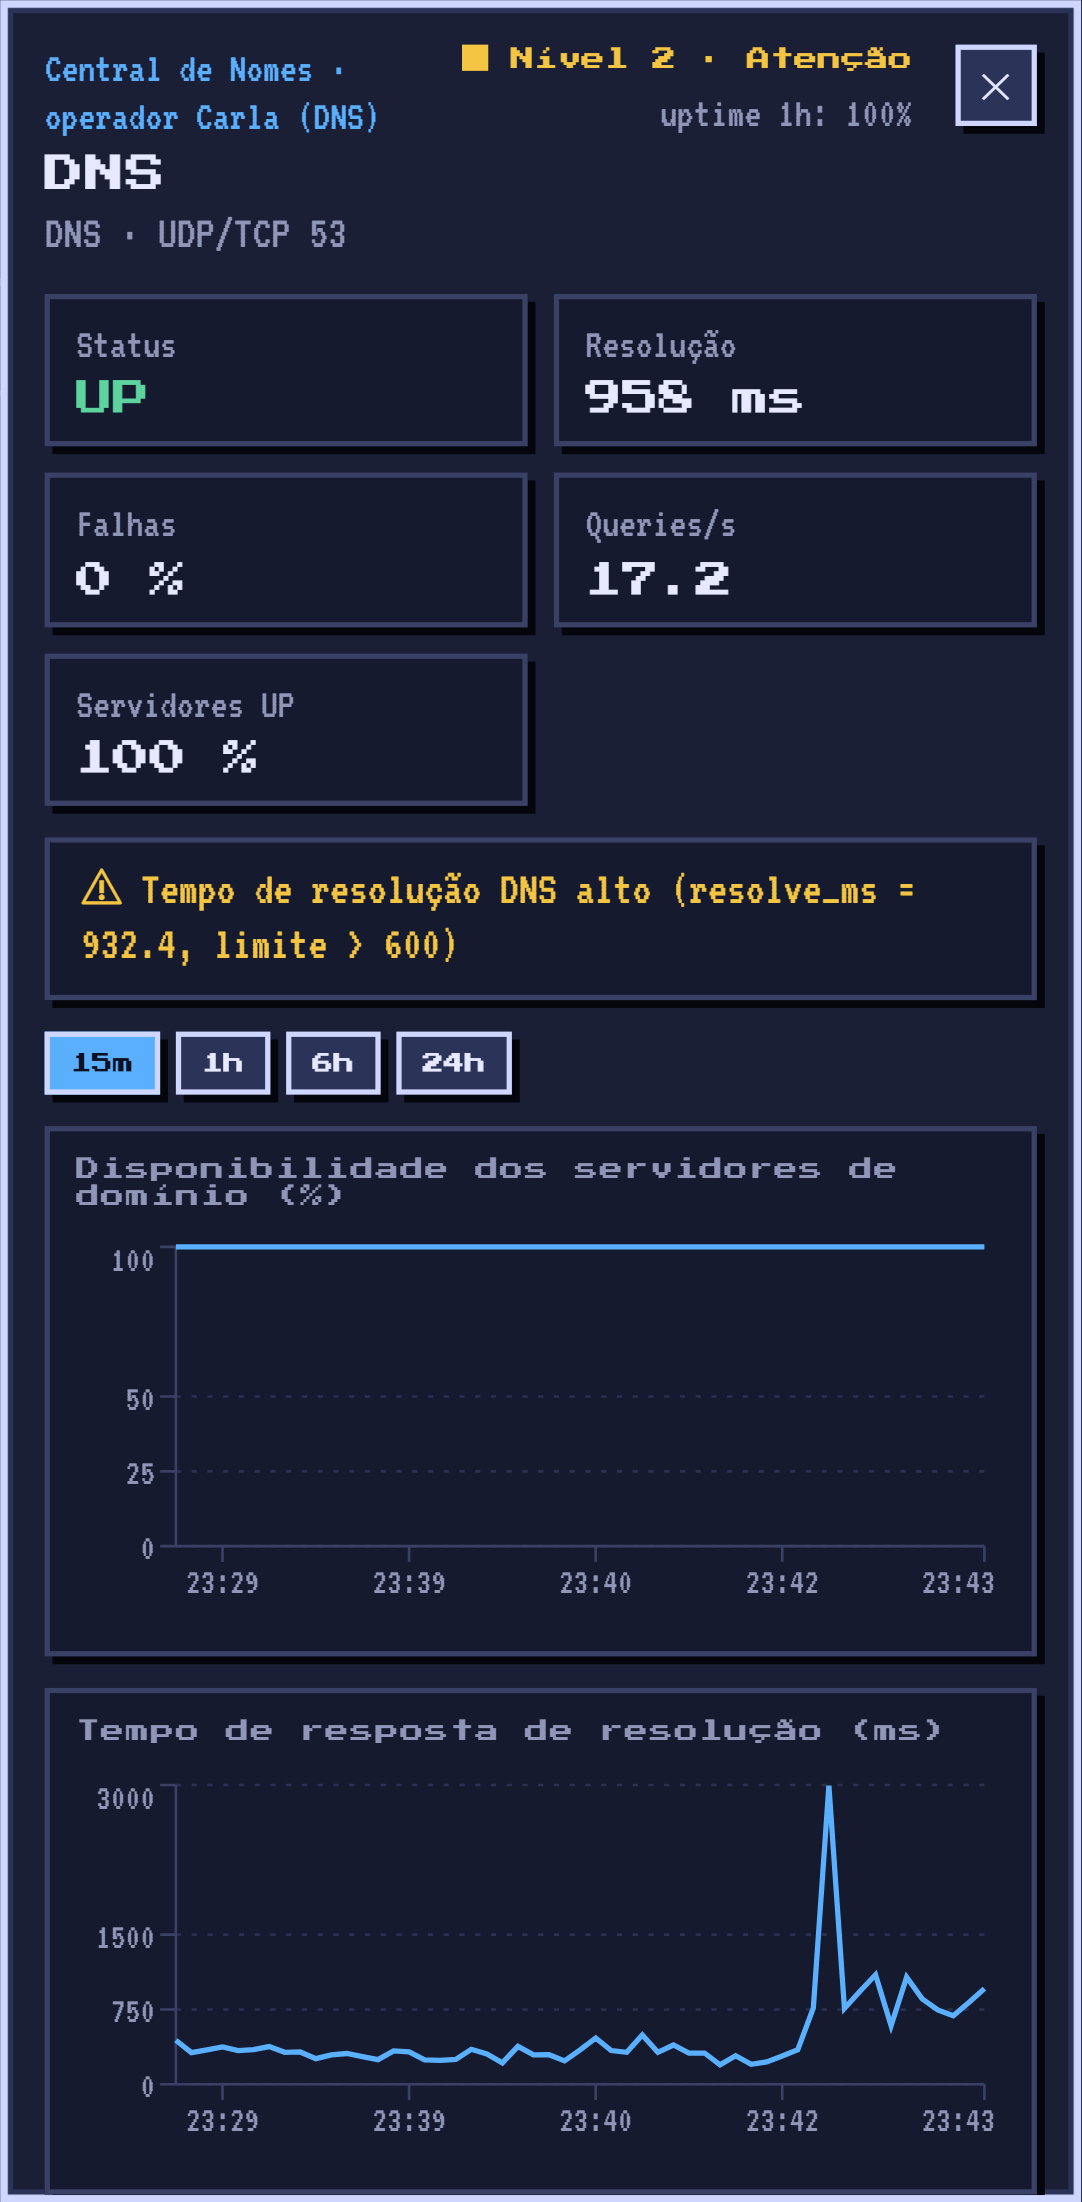 Central de Nomes ·
operador Carla (DNS)
■ Nível 2 · Atenção
uptime 1h: 100%
DNS
DNS · UDP/TCP 53
Status
UP
Resolução
958 ms
Falhas
0 %
Queries/s
17.2
Servidores UP
100 %
⚠ Tempo de resolução DNS alto (resolve_ms =
932.4, limite > 600)
15m
1h
6h
24h
Disponibilidade dos servidores de
domínio (%)
100
50
25
0
23:29
23:39
23:40
23:42
23:43
Tempo de resposta de resolução (ms)
3000
1500
750
0
23:29
23:39
23:40
23:42
23:43